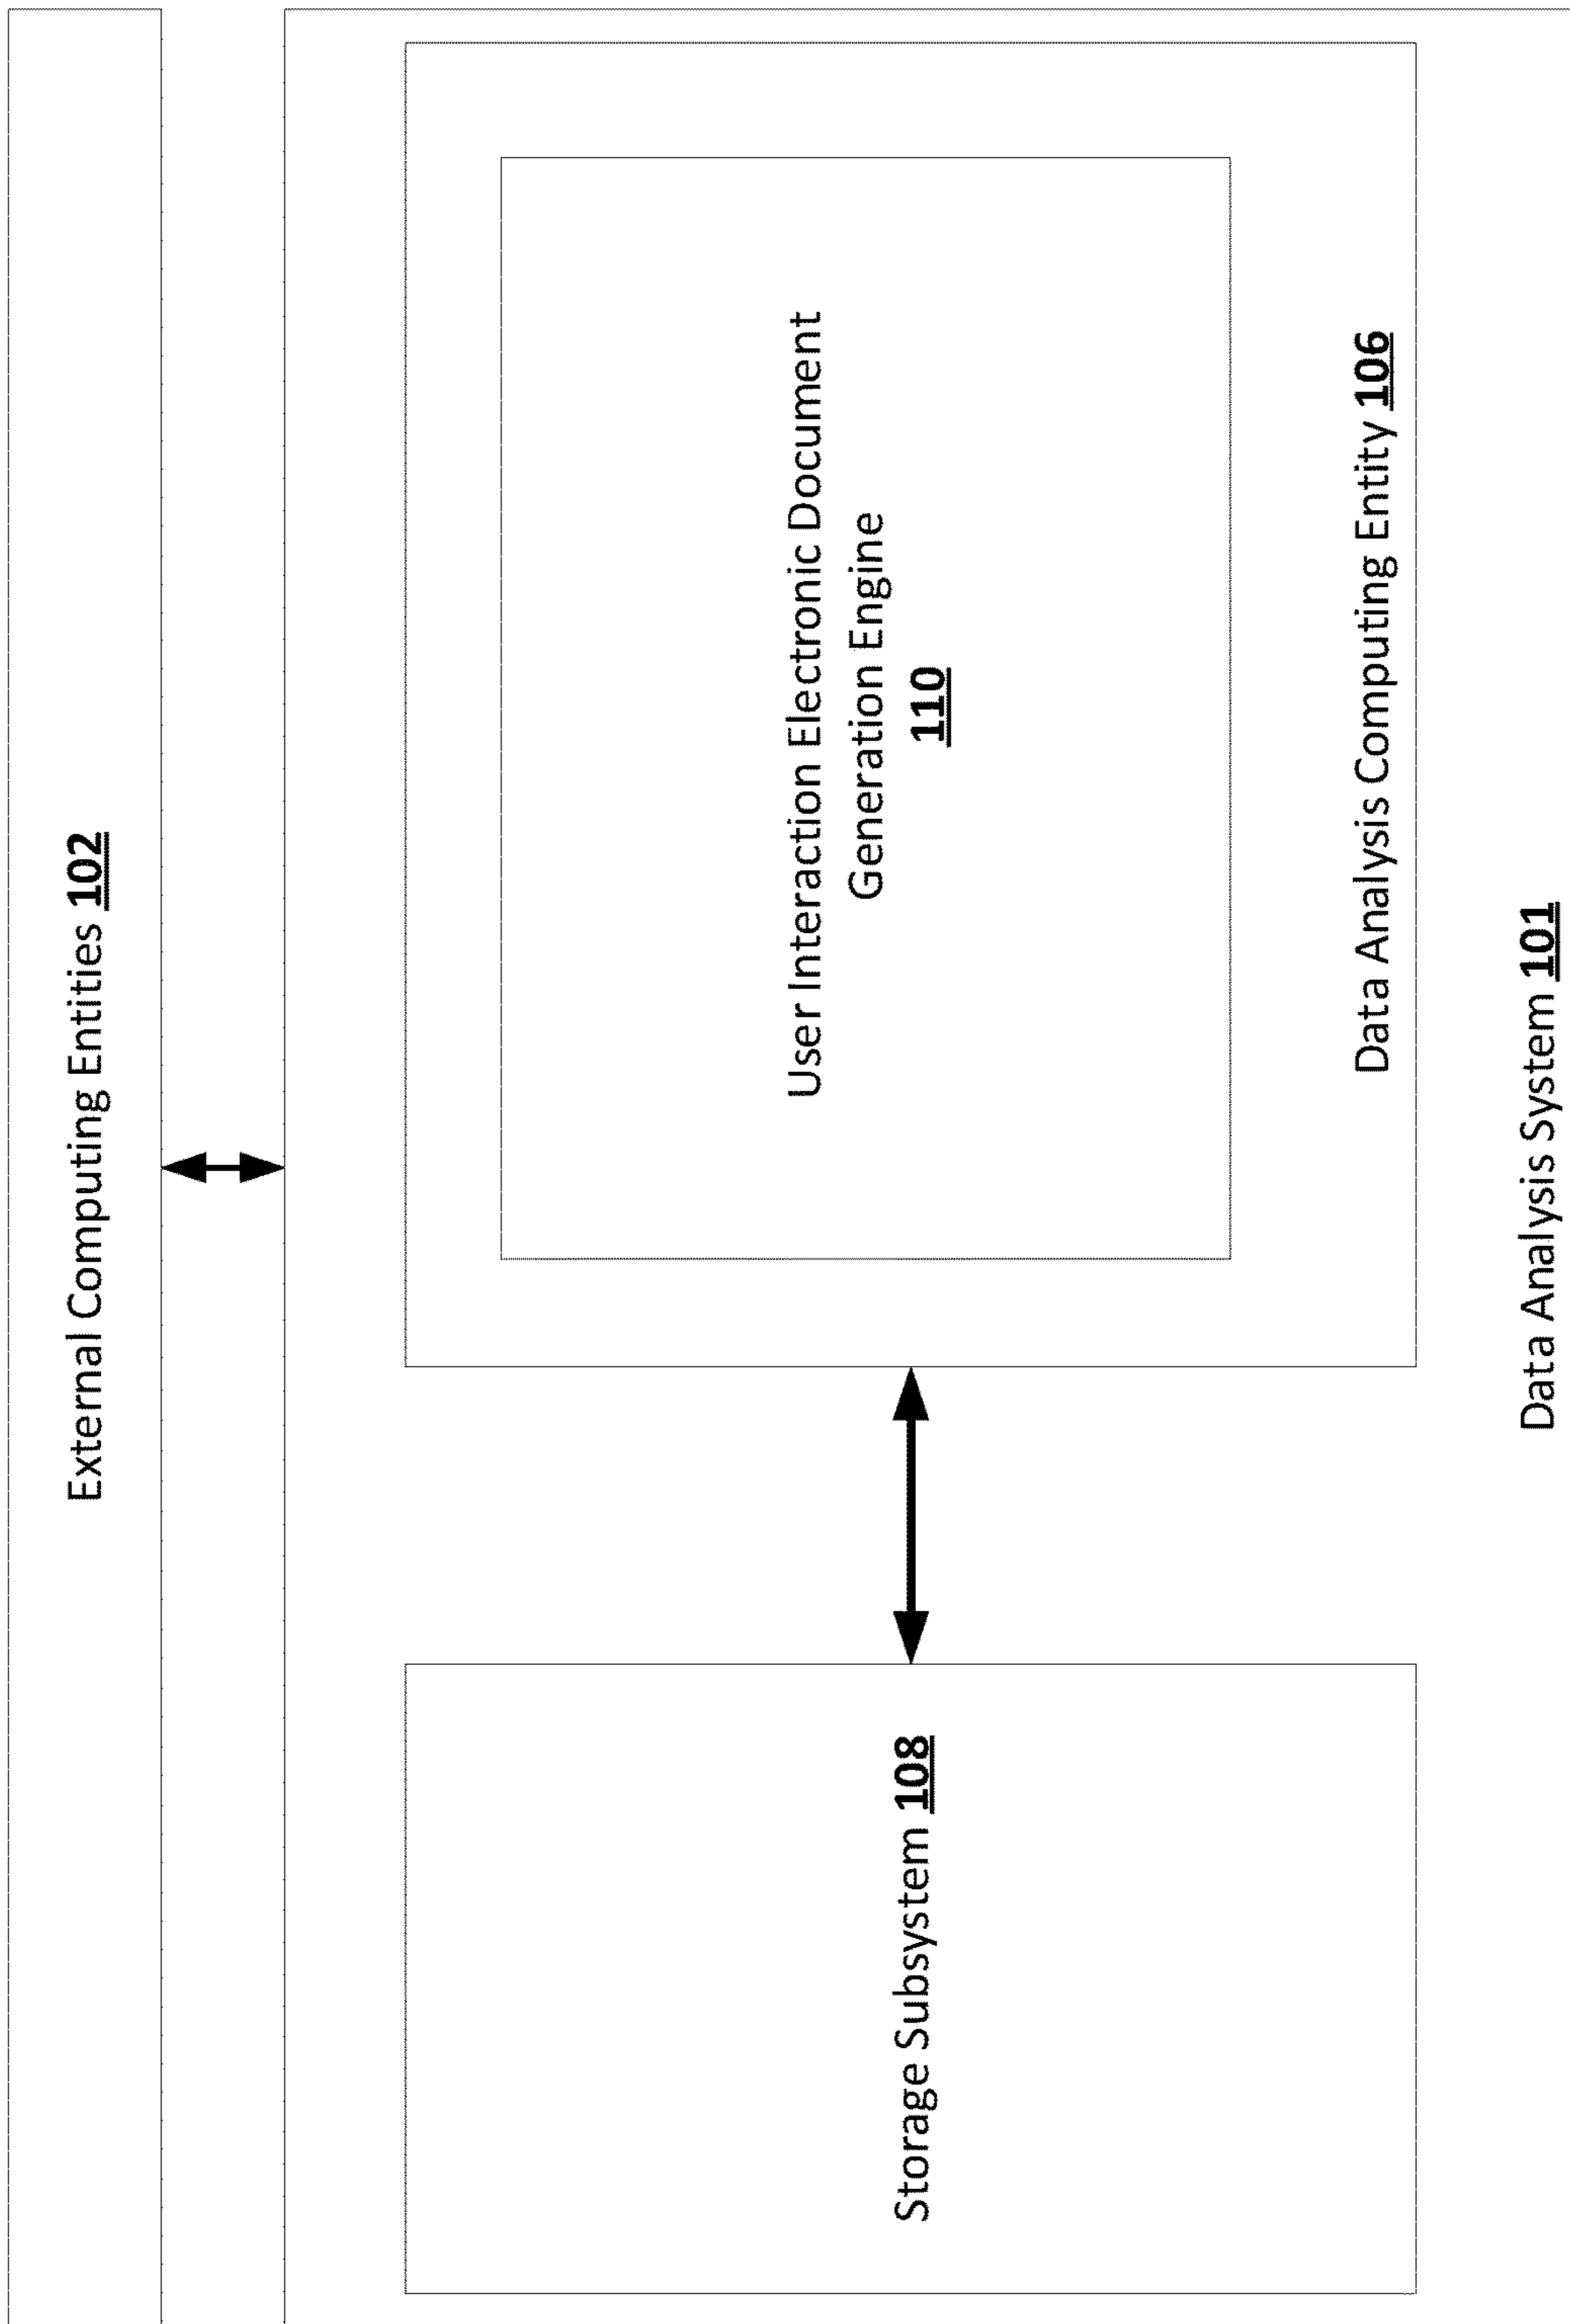 External Computing Entities 102
User Interaction Electronic Document
Generation Engine
110
Storage Subsystem 108
Data Analysis Computing Entity 106
Data Analysis System 101